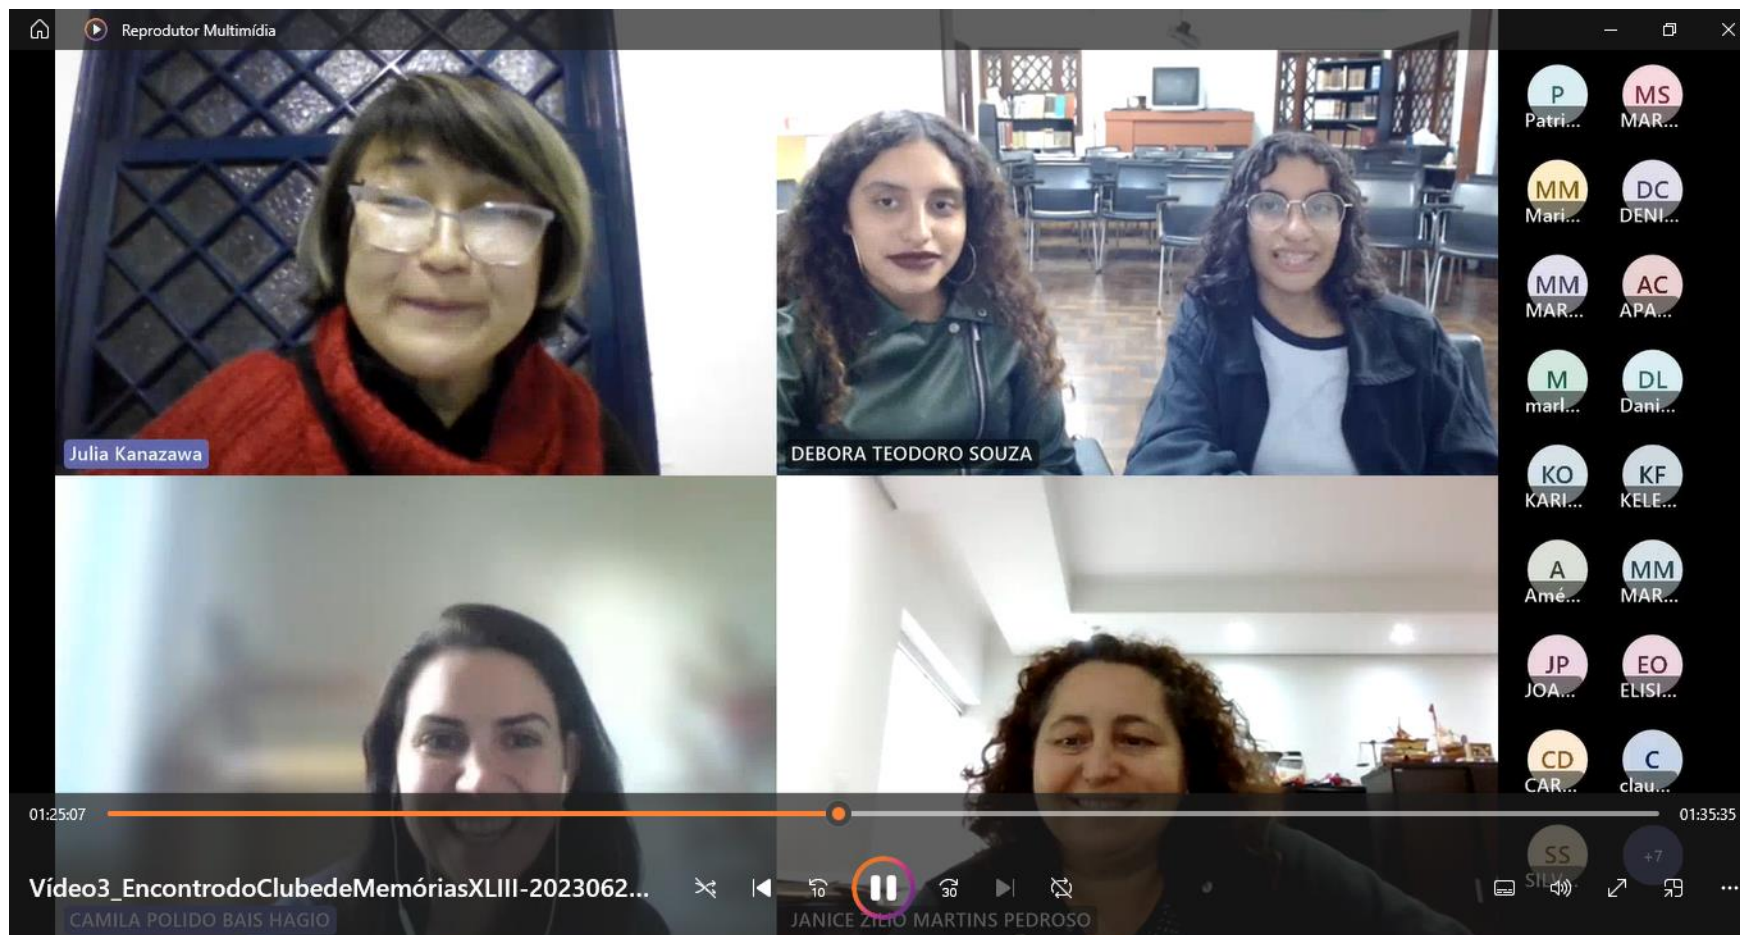 Reprodutor Multimídia
P
Patri...
MS
MAR...
MM
Mari...
DC
DENI...
MM
MAR...
AC
APA...
M
marl...
DL
Dani...
Julia Kanazawa
DEBORA TEODORO SOUZA
KO
KARI...
KF
KELE...
A
Amé...
MM
MAR...
JP
JOA...
EO
ELISI...
CD
CAR...
C
clau...
01:25:07
01:35:35
SS
SILV...
+7
Vídeo3_EncontrodoClubedeMemóriasXLIII-2023062...
10
30
CAMILA POLIDO BAIS HAGIO
JANICE ZILIO MARTINS PEDROSO